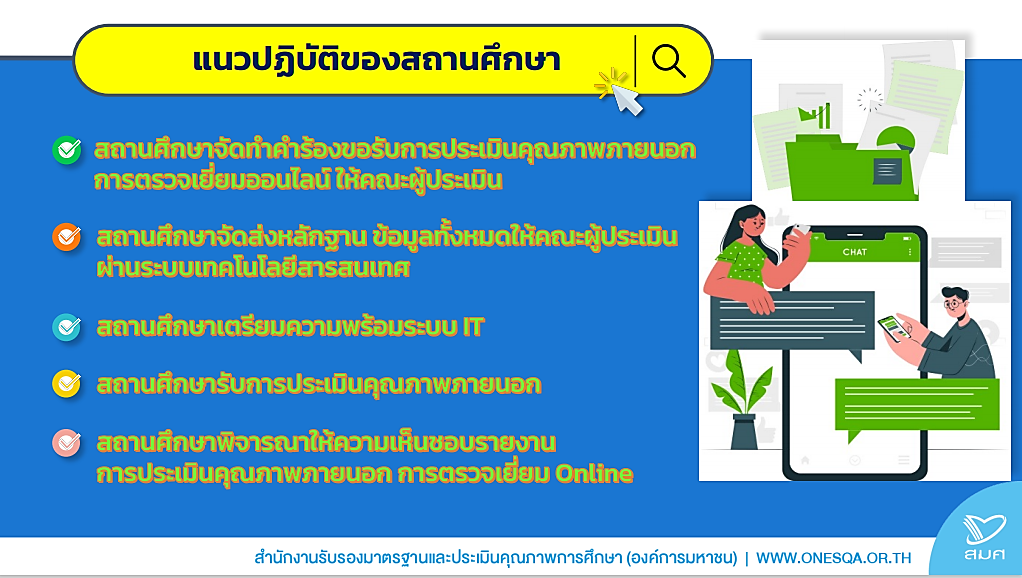 แนวปฏิบัติของสถานศึกษา
สถานศึกษาจัดทำคำร้องขอรับการประเมินคุณภาพภายนอก
การตรวจเยี่ยมออนไลน์ ให้คณะผู้ประเมิน
สถานศึกษาจัดส่งหลักฐาน ข้อมูลทั้งหมดให้คณะผู้ประเมิน
ผ่านระบบเทคโนโลยีสารสนเทศ
สถานศึกษาเตรียมความพร้อมระบบ IT
สถานศึกษารับการประเมินคุณภาพภายนอก
สถานศึกษาพิจารณาให้ความเห็นชอบรายงาน
การประเมินคุณภาพภายนอก การตรวจเยี่ยม Online
CHAT
สมศ
สำนักงานรับรองมาตรฐานและประเมินคุณภาพการศึกษา (องค์การมหาชน) | WWW.ONESQA.OR.TH